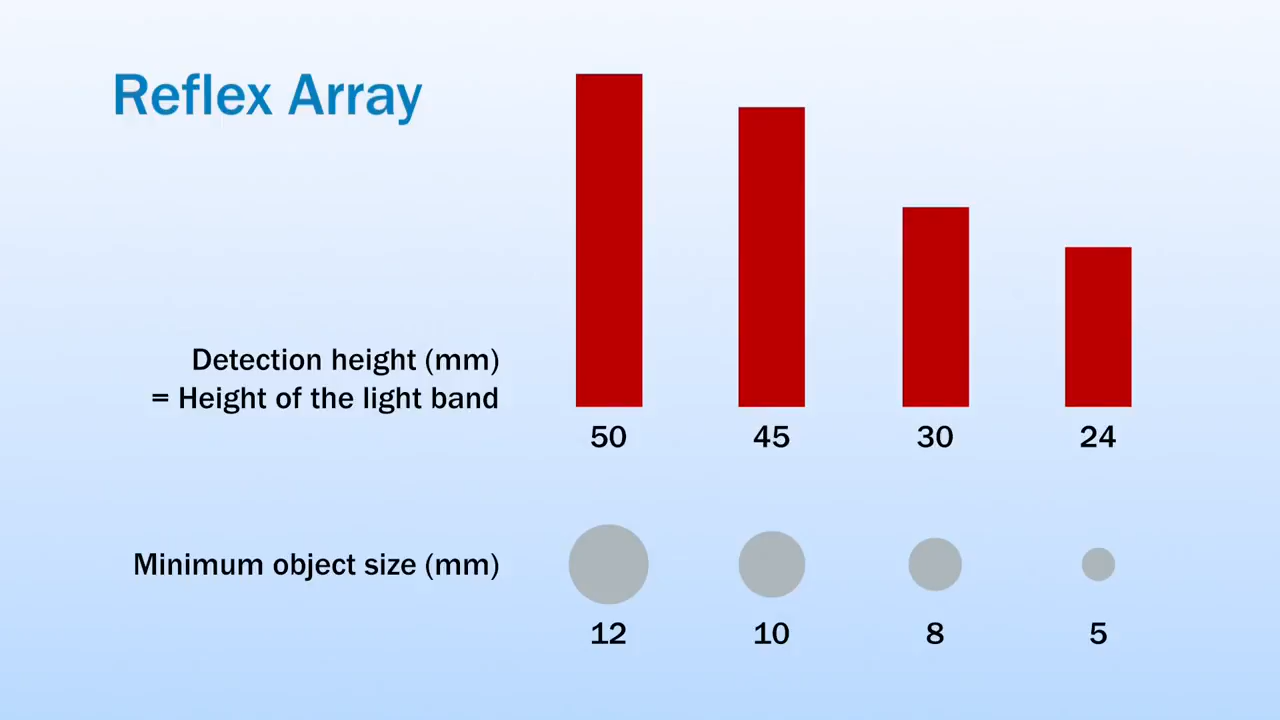 Reflex Array
Detection height (mm)
= Height of the light band
50 45 30 24
Minimum object size (mm)
12 10 8 5